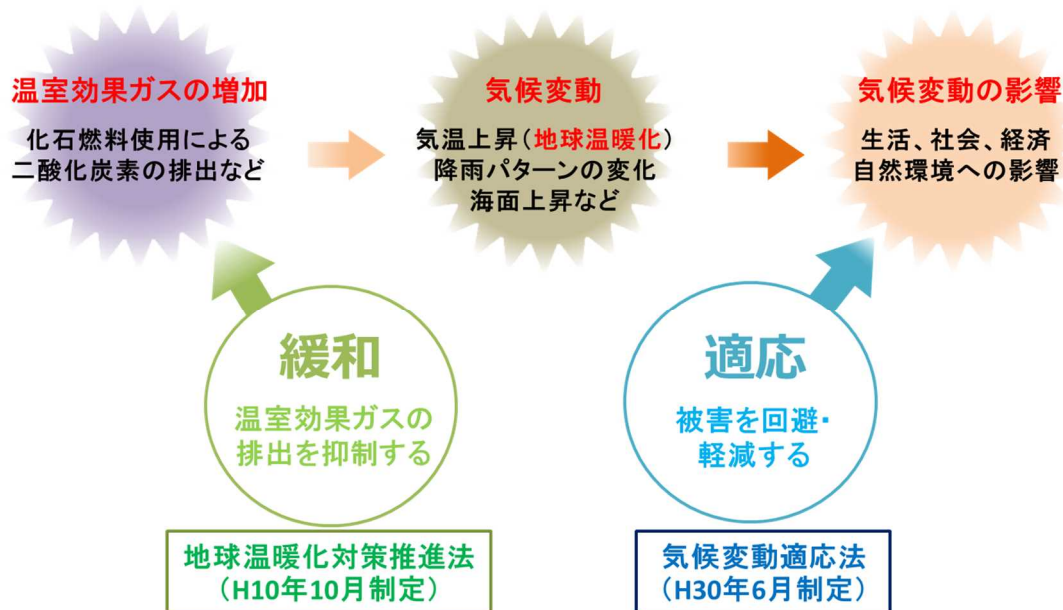 温室効果ガスの増加
化石燃料使用による
二酸化炭素の排出など
気候変動
気温上昇（地球温暖化）
降雨パターンの変化
海面上昇など
気候変動の影響
生活、社会、経済
自然環境への影響
緩和
温室効果ガスの
排出を抑制する
適応
被害を回避・
軽減する
地球温暖化対策推進法
（H10年10月制定）
気候変動適応法
（H30年6月制定）